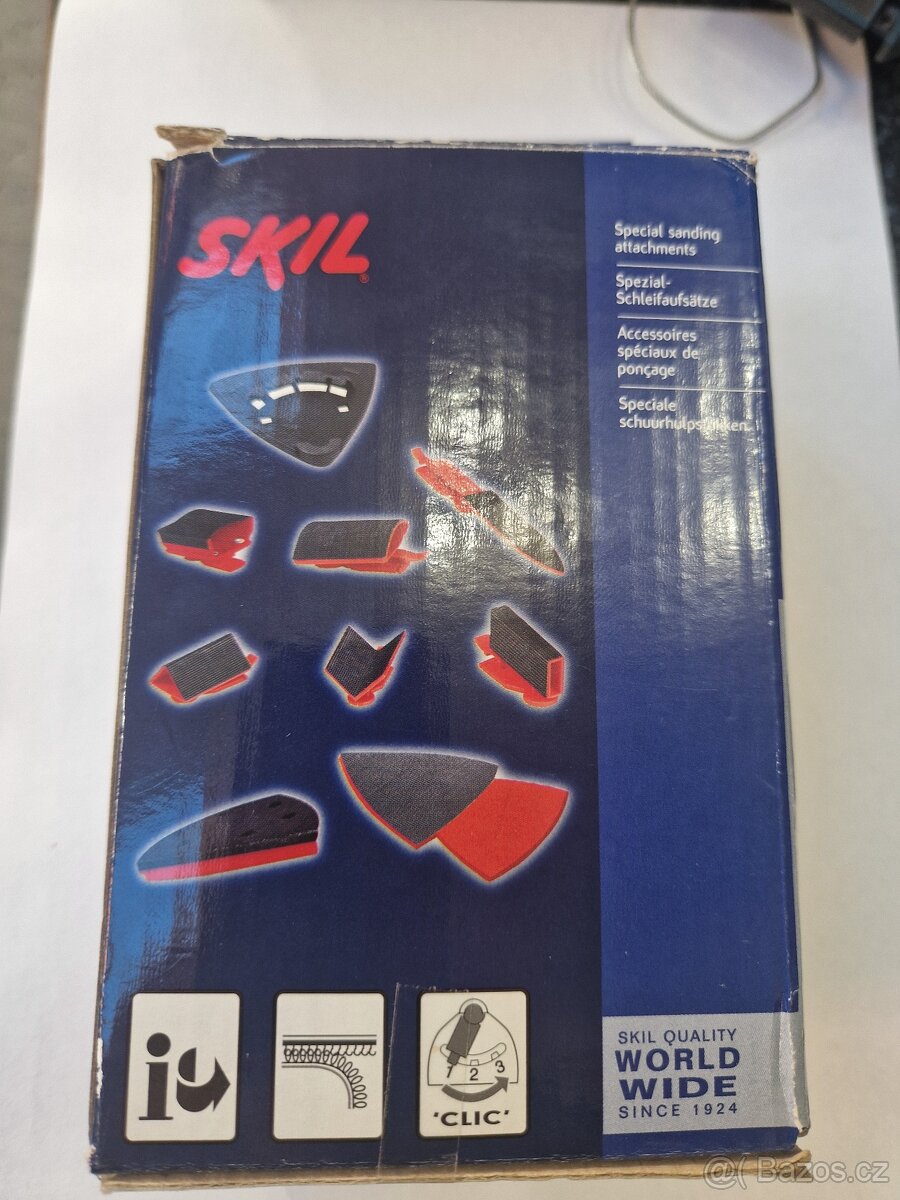 SKIL®
Special sanding
attachments
Spezial-
Schleifaufsätze
Accessoires
spéciaux de
ponçage
Speciale
schuurhulpstukken
i
1 2 3
'CLIC'
SKIL QUALITY
WORLD
WIDE
SINCE 1924
@( Bazos.cz